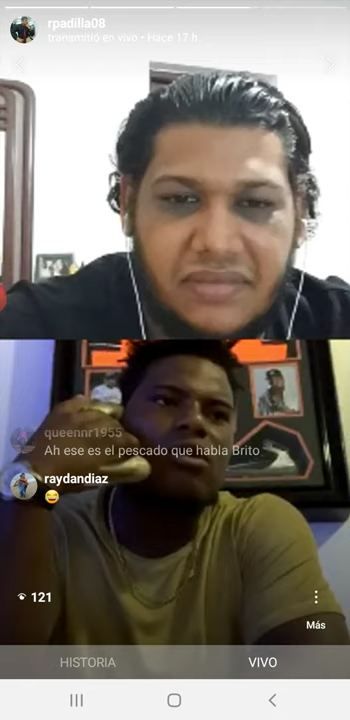 rpadilla08
transmitió en vivo • Hace 17 h.
queennr1955
Ah ese es el pescado que habla Brito
raydandiaz
😂
121
Más
HISTORIA
VIVO